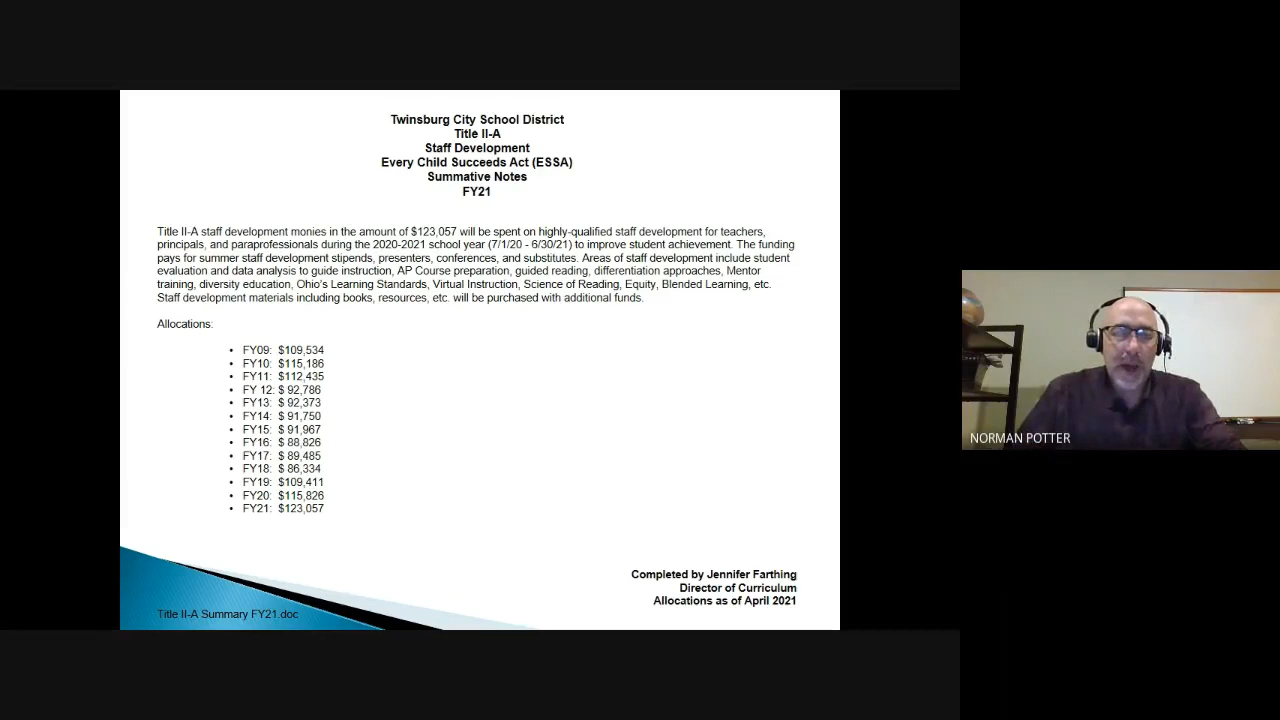 Twinsburg City School District
Title II-A
Staff Development
Every Child Succeeds Act (ESSA)
Summative Notes
FY21
Title II-A staff development monies in the amount of $123,057 will be spent on highly-qualified staff development for teachers,
principals, and paraprofessionals during the 2020-2021 school year (7/1/20 - 6/30/21) to improve student achievement. The funding
pays for summer staff development stipends, presenters, conferences, and substitutes. Areas of staff development include student
evaluation and data analysis to guide instruction, AP Course preparation, guided reading, differentiation approaches, Mentor
training, diversity education, Ohio's Learning Standards, Virtual Instruction, Science of Reading, Equity, Blended Learning, etc.
Staff development materials including books, resources, etc. will be purchased with additional funds.
Allocations:
• FY09: $109,534
• FY10: $115,186
• FY11: $112,435
• FY 12: $ 92,786
• FY13: $ 92,373
• FY14: $ 91,750
• FY15: $ 91,967
• FY16: $ 88,826
• FY17: $ 89,485
• FY18: $ 86,334
• FY19: $109,411
• FY20: $115,826
• FY21: $123,057
Completed by Jennifer Farthing
Director of Curriculum
Allocations as of April 2021
Title II-A Summary FY21.doc
NORMAN POTTER